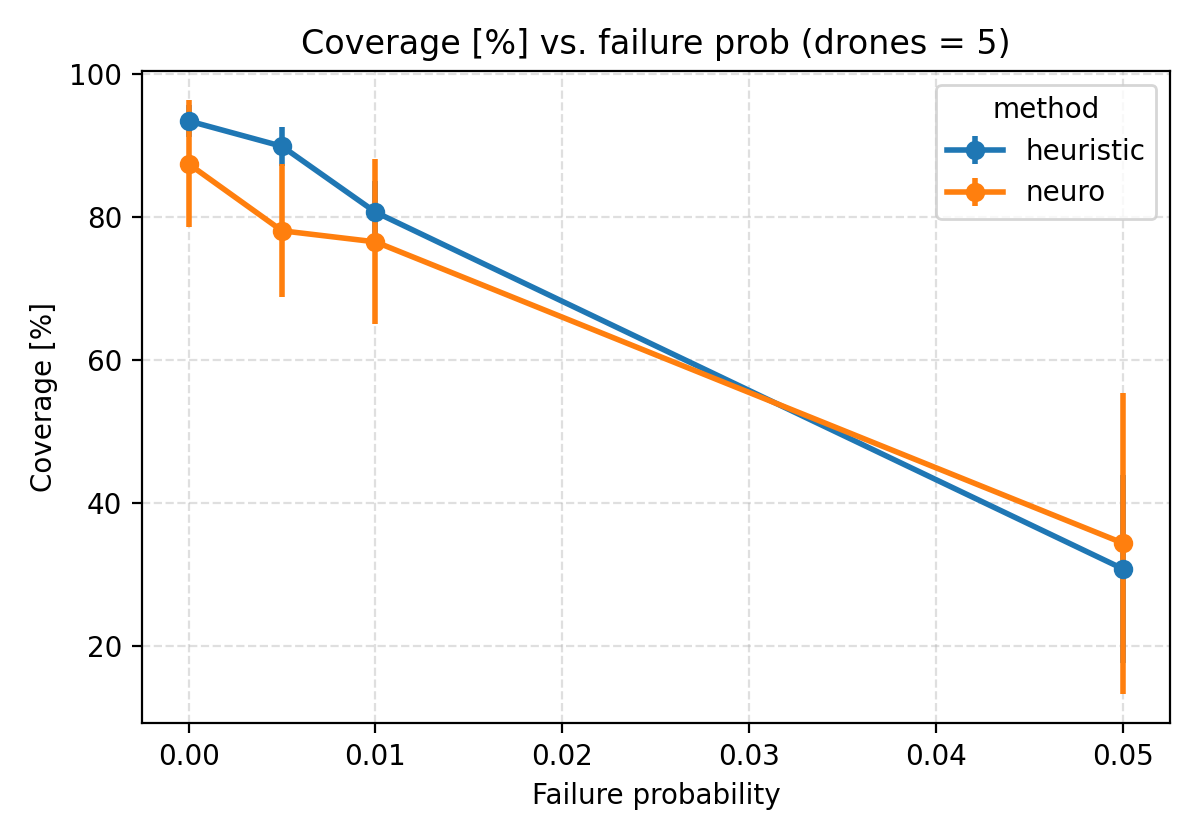 Coverage [%] vs. failure prob (drones = 5)
method
heuristic
neuro
Coverage [%]
100
80
60
40
20
0.00 0.01 0.02 0.03 0.04 0.05
Failure probability